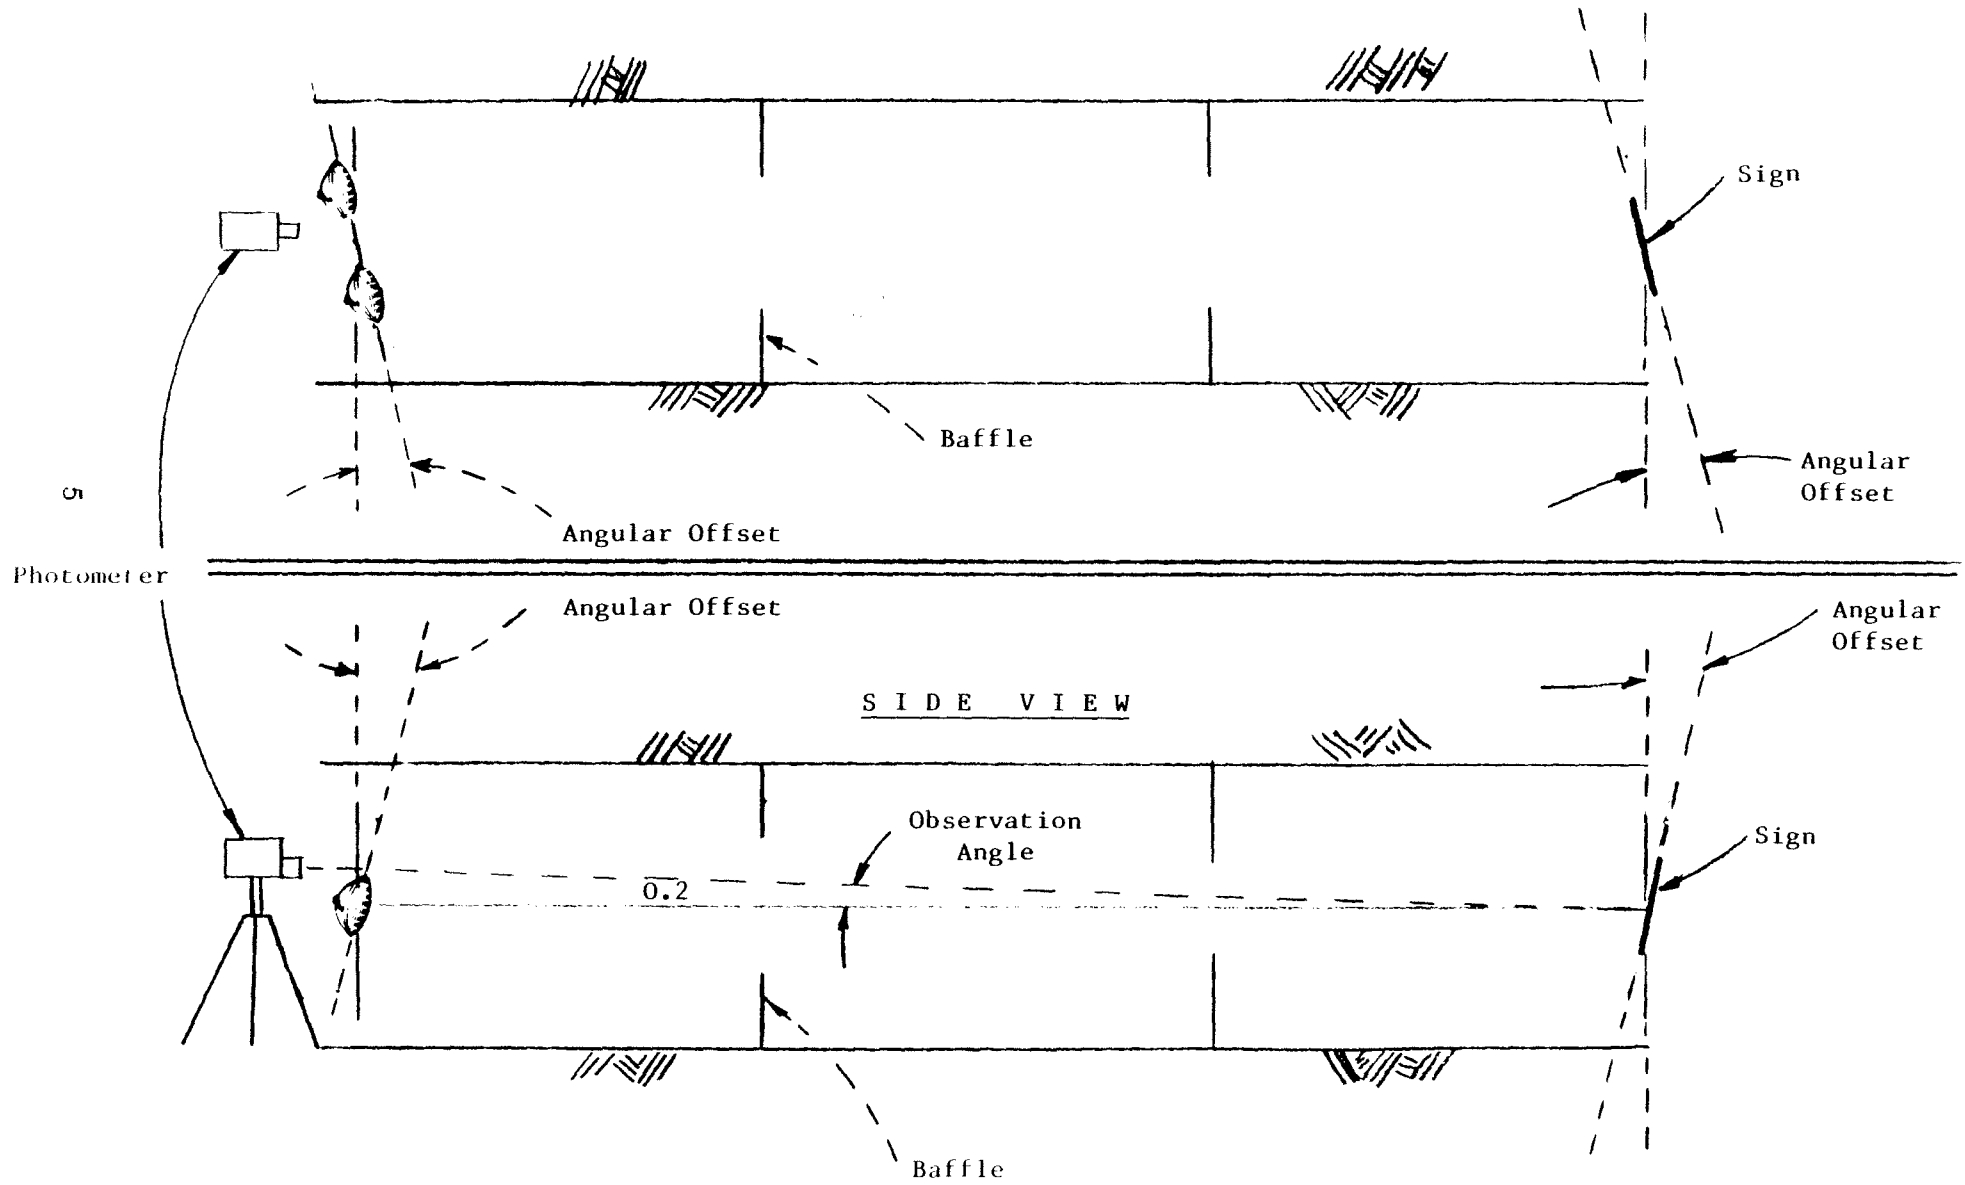 Sign
Baffle
Angular
Offset
5
Angular Offset
Photometer
Angular Offset
Angular
Offset
SIDE VIEW
Observation
Angle
Sign
0.2
Baffle